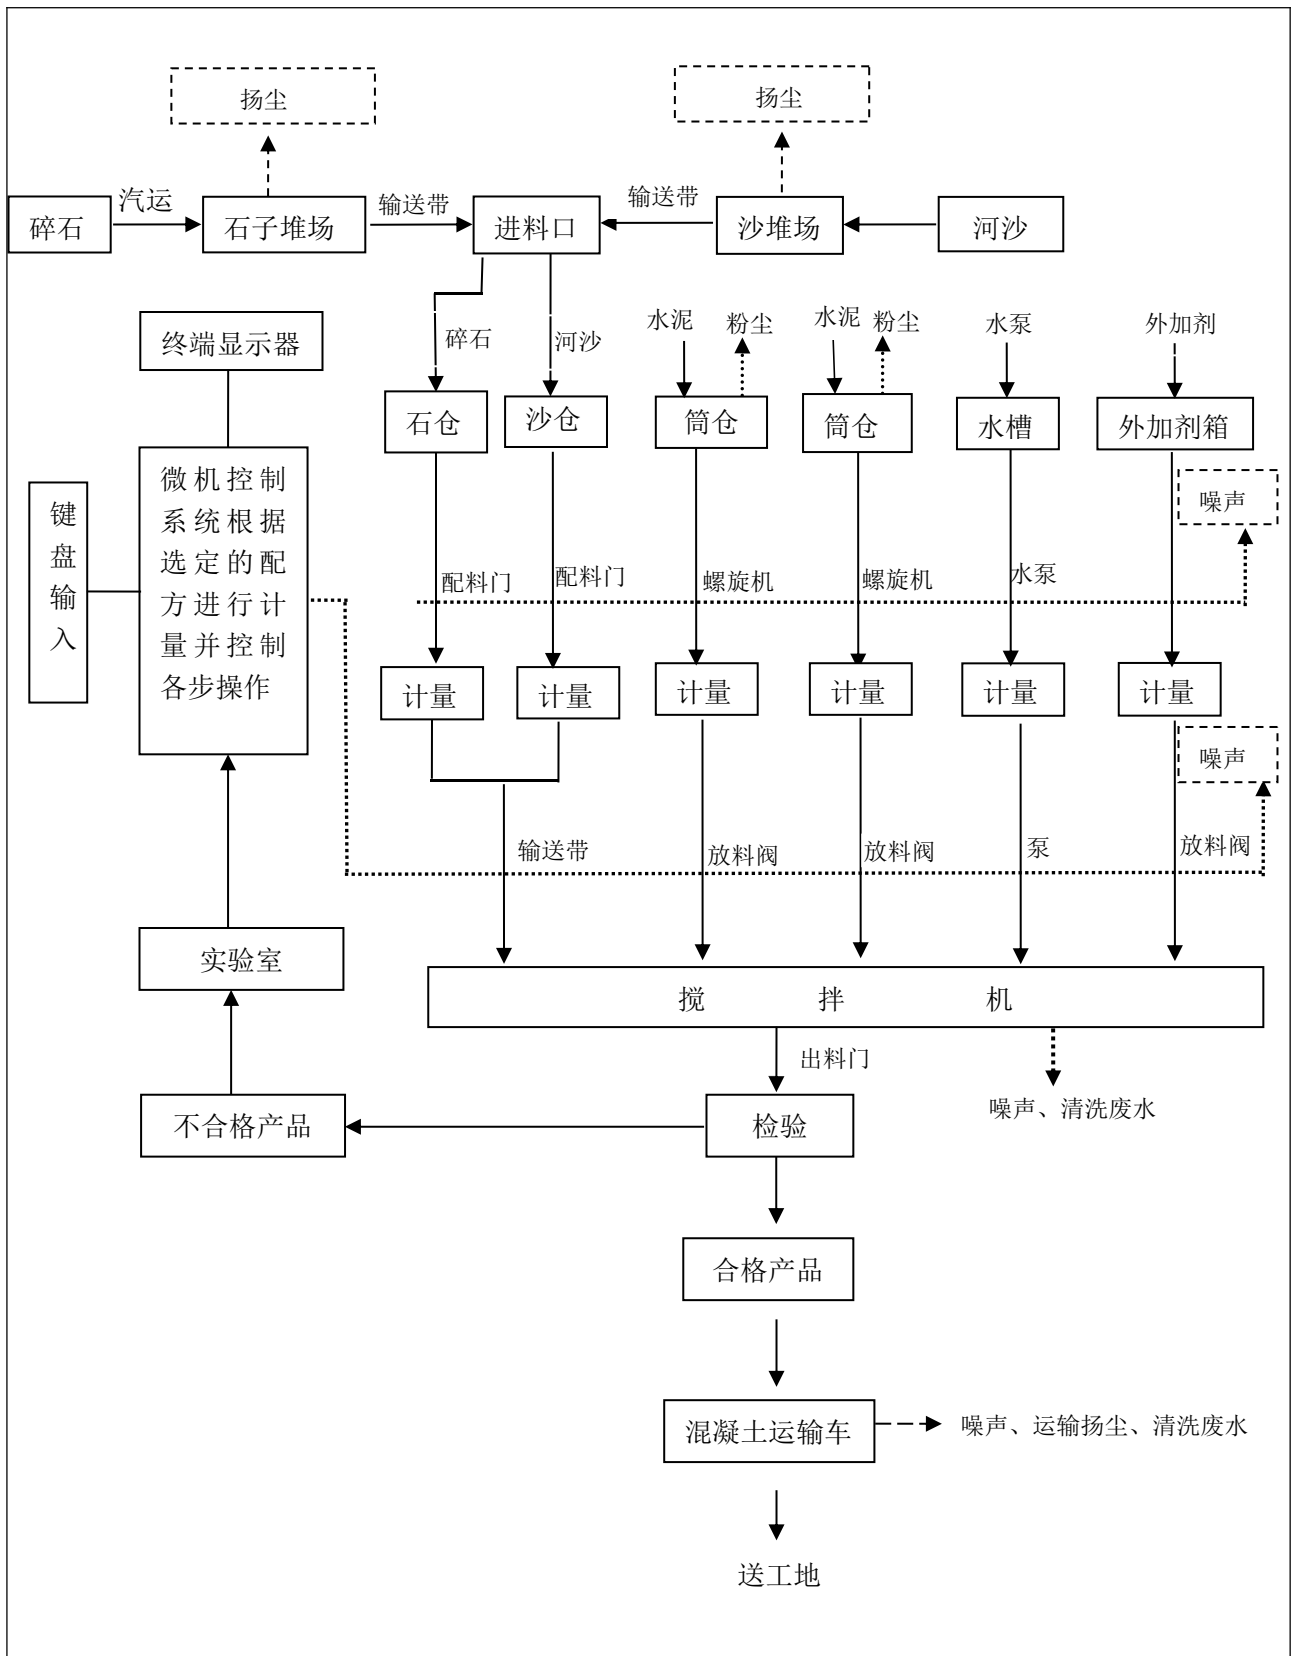 扬尘
扬尘
碎石
汽运
石子堆场
输送带
进料口
输送带
沙堆场
河沙
终端显示器
碎石
河沙
水泥
粉尘
水泥
粉尘
水泵
外加剂
石仓
沙仓
筒仓
筒仓
水槽
外加剂箱
键
盘
输
入
微机控制
系统根据
选定的配
方进行计
量并控制
各步操作
噪声
配料门
配料门
螺旋机
螺旋机
水泵
计量
计量
计量
计量
计量
计量
噪声
输送带
放料阀
放料阀
泵
放料阀
实验室
搅拌机
出料门
噪声、清洗废水
不合格产品
检验
合格产品
混凝土运输车
噪声、运输扬尘、清洗废水
送工地